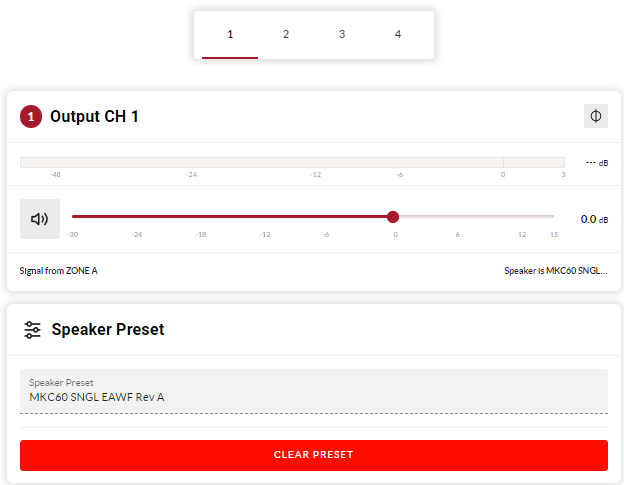 1 2 3 4
1 Output CH 1
--- dB
-48 -24 -12 -6 0 3
0.0 dB
-30 -24 -18 -12 -6 0 6 12 15
Signal from ZONE A Speaker is MKC60 SNGL...
Speaker Preset
Speaker Preset
MKC60 SNGL EAWF Rev A
CLEAR PRESET